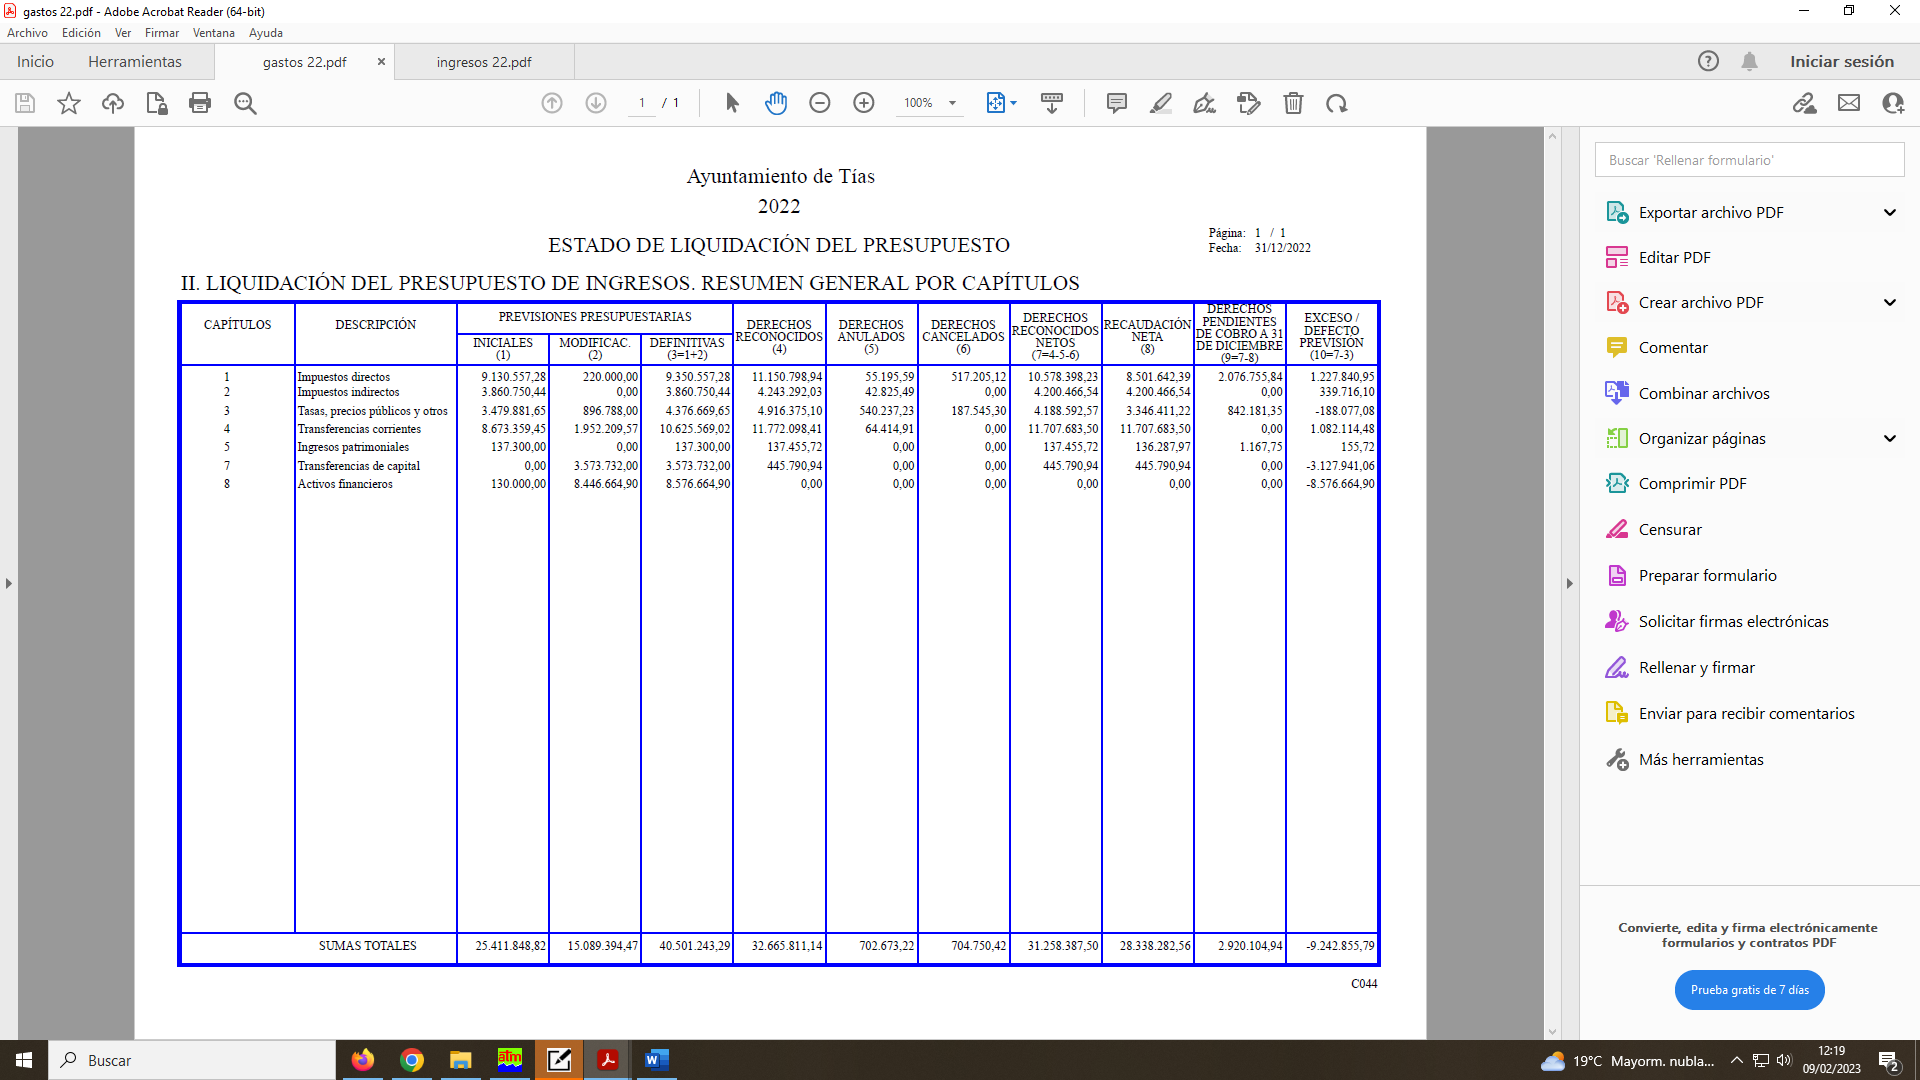 gastos 22.pdf - Adobe Acrobat Reader (64-bit)
Archivo Edición Ver Firmar Ventana Ayuda
Inicio Herramientas gastos 22.pdf × ingresos 22.pdf Iniciar sesión
1 / 1 100%
Buscar 'Rellenar formulario'
Exportar archivo PDF
Editar PDF
Crear archivo PDF
Comentar
Combinar archivos
Organizar páginas
Comprimir PDF
Censurar
Preparar formulario
Solicitar firmas electrónicas
Rellenar y firmar
Enviar para recibir comentarios
Más herramientas
Convierte, edita y firma electrónicamente
formularios y contratos PDF
Prueba gratis de 7 días
Ayuntamiento de Tías
2022
ESTADO DE LIQUIDACIÓN DEL PRESUPUESTO
Página: 1 / 1
Fecha: 31/12/2022
II. LIQUIDACIÓN DEL PRESUPUESTO DE INGRESOS. RESUMEN GENERAL POR CAPÍTULOS
CAPÍTULOS
DESCRIPCIÓN
PREVISIONES PRESUPUESTARIAS
INICIALES
(1)
MODIFICAC.
(2)
DEFINITIVAS
(3=1+2)
DERECHOS
RECONOCIDOS
(4)
DERECHOS
ANULADOS
(5)
DERECHOS
CANCELADOS
(6)
DERECHOS
RECONOCIDOS
NETOS
(7=4-5-6)
RECAUDACIÓN
NETA
(8)
DERECHOS
PENDIENTES
DE COBRO A 31
DE DICIEMBRE
(9=7-8)
EXCESO /
DEFECTO
PREVISIÓN
(10=7-3)
1 Impuestos directos 9.130.557,28 220.000,00 9.350.557,28 11.150.798,94 55.195,59 517.205,12 10.578.398,23 8.501.642,39 2.076.755,84 1.227.840,95
2 Impuestos indirectos 3.860.750,44 0,00 3.860.750,44 4.243.292,03 42.825,49 0,00 4.200.466,54 4.200.466,54 0,00 339.716,10
3 Tasas, precios públicos y otros 3.479.881,65 896.788,00 4.376.669,65 4.916.375,10 540.237,23 187.545,30 4.188.592,57 3.346.411,22 842.181,35 -188.077,08
4 Transferencias corrientes 8.673.359,45 1.952.209,57 10.625.569,02 11.772.098,41 64.414,91 0,00 11.707.683,50 11.707.683,50 0,00 1.082.114,48
5 Ingresos patrimoniales 137.300,00 0,00 137.300,00 137.455,72 0,00 0,00 137.455,72 136.287,97 1.167,75 155,72
7 Transferencias de capital 0,00 3.573.732,00 3.573.732,00 445.790,94 0,00 0,00 445.790,94 445.790,94 0,00 -3.127.941,06
8 Activos financieros 130.000,00 8.446.664,90 8.576.664,90 0,00 0,00 0,00 0,00 0,00 0,00 -8.576.664,90
SUMAS TOTALES 25.411.848,82 15.089.394,47 40.501.243,29 32.665.811,14 702.673,22 704.750,42 31.258.387,50 28.338.282,56 2.920.104,94 -9.242.855,79
C044
Buscar
atm
19°C Mayorm. nubla...
12:19
09/02/2023
2